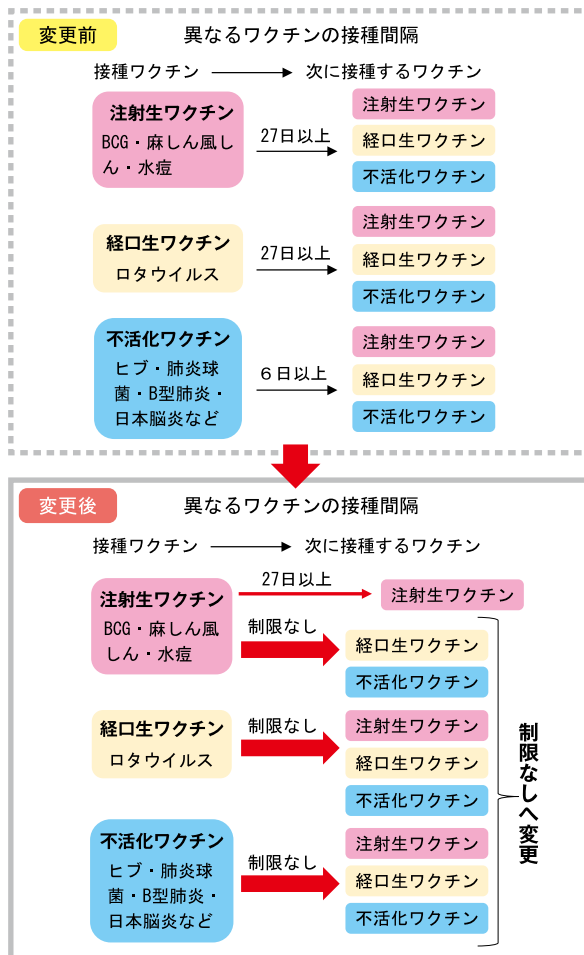 変更前
異なるワクチンの接種間隔
接種ワクチン
次に接種するワクチン
注射生ワクチン
BCG・麻しん風し
ん・水痘
27日以上
注射生ワクチン
経口生ワクチン
不活化ワクチン
経口生ワクチン
ロタウイルス
27日以上
注射生ワクチン
経口生ワクチン
不活化ワクチン
不活化ワクチン
ヒブ・肺炎球
菌・B型肺炎・
日本脳炎など
6日以上
注射生ワクチン
経口生ワクチン
不活化ワクチン
変更後
異なるワクチンの接種間隔
接種ワクチン
次に接種するワクチン
注射生ワクチン
BCG・麻しん風
しん・水痘
27日以上
注射生ワクチン
制限なし
経口生ワクチン
不活化ワクチン
経口生ワクチン
ロタウイルス
制限なし
注射生ワクチン
経口生ワクチン
不活化ワクチン
不活化ワクチン
ヒブ・肺炎球
菌・B型肺炎・
日本脳炎など
制限なし
注射生ワクチン
経口生ワクチン
不活化ワクチン
制限なしへ変更